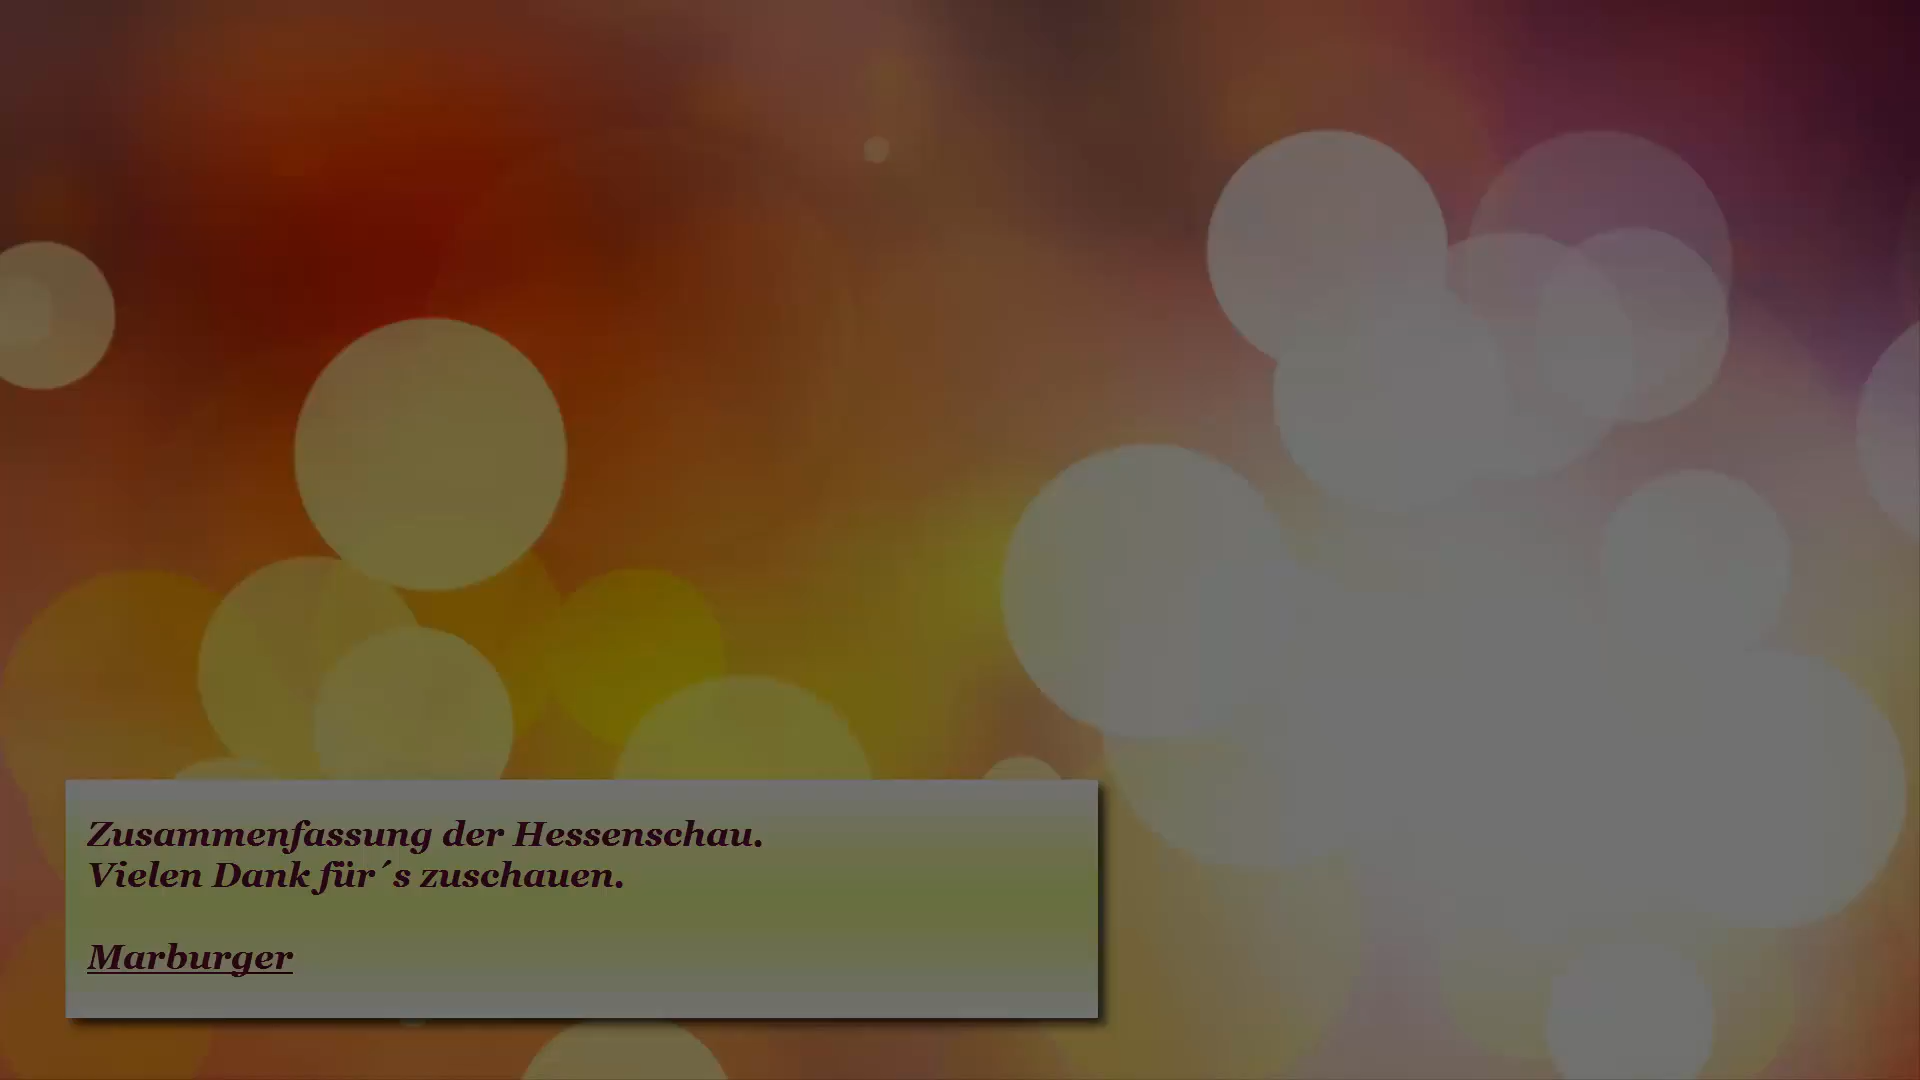 Zusammenfassung der Hessenschau.
Vielen Dank für´s zuschauen.
Marburger